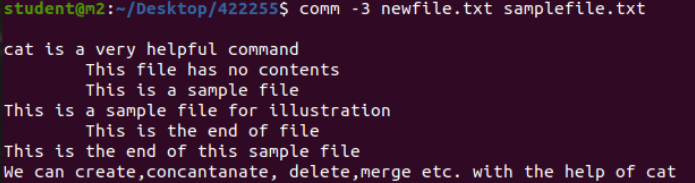 student@m2:~/Desktop/422255$ comm -3 newfile.txt samplefile.txt

cat is a very helpful command
        This file has no contents
        This is a sample file
This is a sample file for illustration
        This is the end of file
This is the end of this sample file
We can create,concantanate, delete,merge etc. with the help of cat